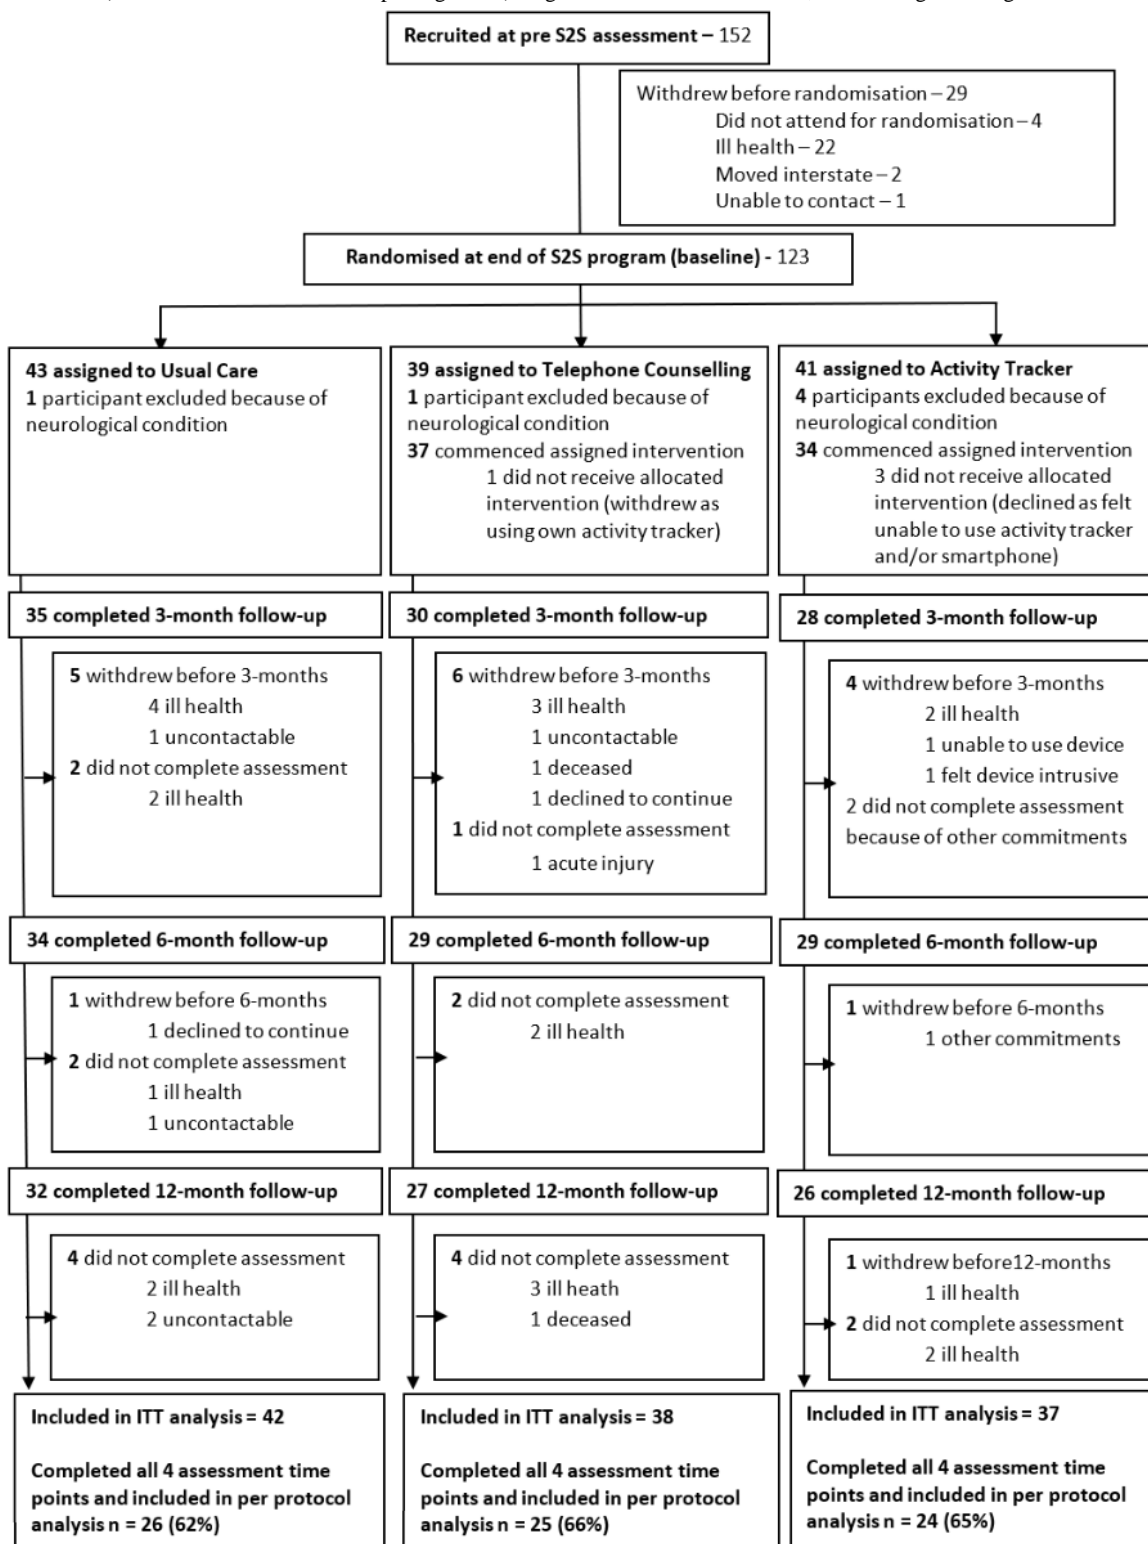 Recruited at pre S2S assessment – 152
Withdrew before randomisation – 29
Did not attend for randomisation – 4
Ill health – 22
Moved interstate – 2
Unable to contact – 1
Randomised at end of S2S program (baseline) - 123
43 assigned to Usual Care
1 participant excluded because of
neurological condition
39 assigned to Telephone Counselling
1 participant excluded because of
neurological condition
37 commenced assigned intervention
1 did not receive allocated
intervention (withdrew as
using own activity tracker)
41 assigned to Activity Tracker
4 participants excluded because of
neurological condition
34 commenced assigned intervention
3 did not receive allocated
intervention (declined as felt
unable to use activity tracker
and/or smartphone)
35 completed 3-month follow-up
30 completed 3-month follow-up
28 completed 3-month follow-up
5 withdrew before 3-months
4 ill health
1 uncontactable
2 did not complete assessment
2 ill health
6 withdrew before 3-months
3 ill health
1 uncontactable
1 deceased
1 declined to continue
1 did not complete assessment
1 acute injury
4 withdrew before 3-months
2 ill health
1 unable to use device
1 felt device intrusive
2 did not complete assessment
because of other commitments
34 completed 6-month follow-up
29 completed 6-month follow-up
29 completed 6-month follow-up
1 withdrew before 6-months
1 declined to continue
2 did not complete assessment
1 ill health
1 uncontactable
2 did not complete assessment
2 ill health
1 withdrew before 6-months
1 other commitments
32 completed 12-month follow-up
27 completed 12-month follow-up
26 completed 12-month follow-up
4 did not complete assessment
2 ill health
2 uncontactable
4 did not complete assessment
3 ill heath
1 deceased
1 withdrew before12-months
1 ill health
2 did not complete assessment
2 ill health
Included in ITT analysis = 42
Completed all 4 assessment time
points and included in per protocol
analysis n = 26 (62%)
Included in ITT analysis = 38
Completed all 4 assessment time
points and included in per protocol
analysis n = 25 (66%)
Included in ITT analysis = 37
Completed all 4 assessment time
points and included in per protocol
analysis n = 24 (65%)